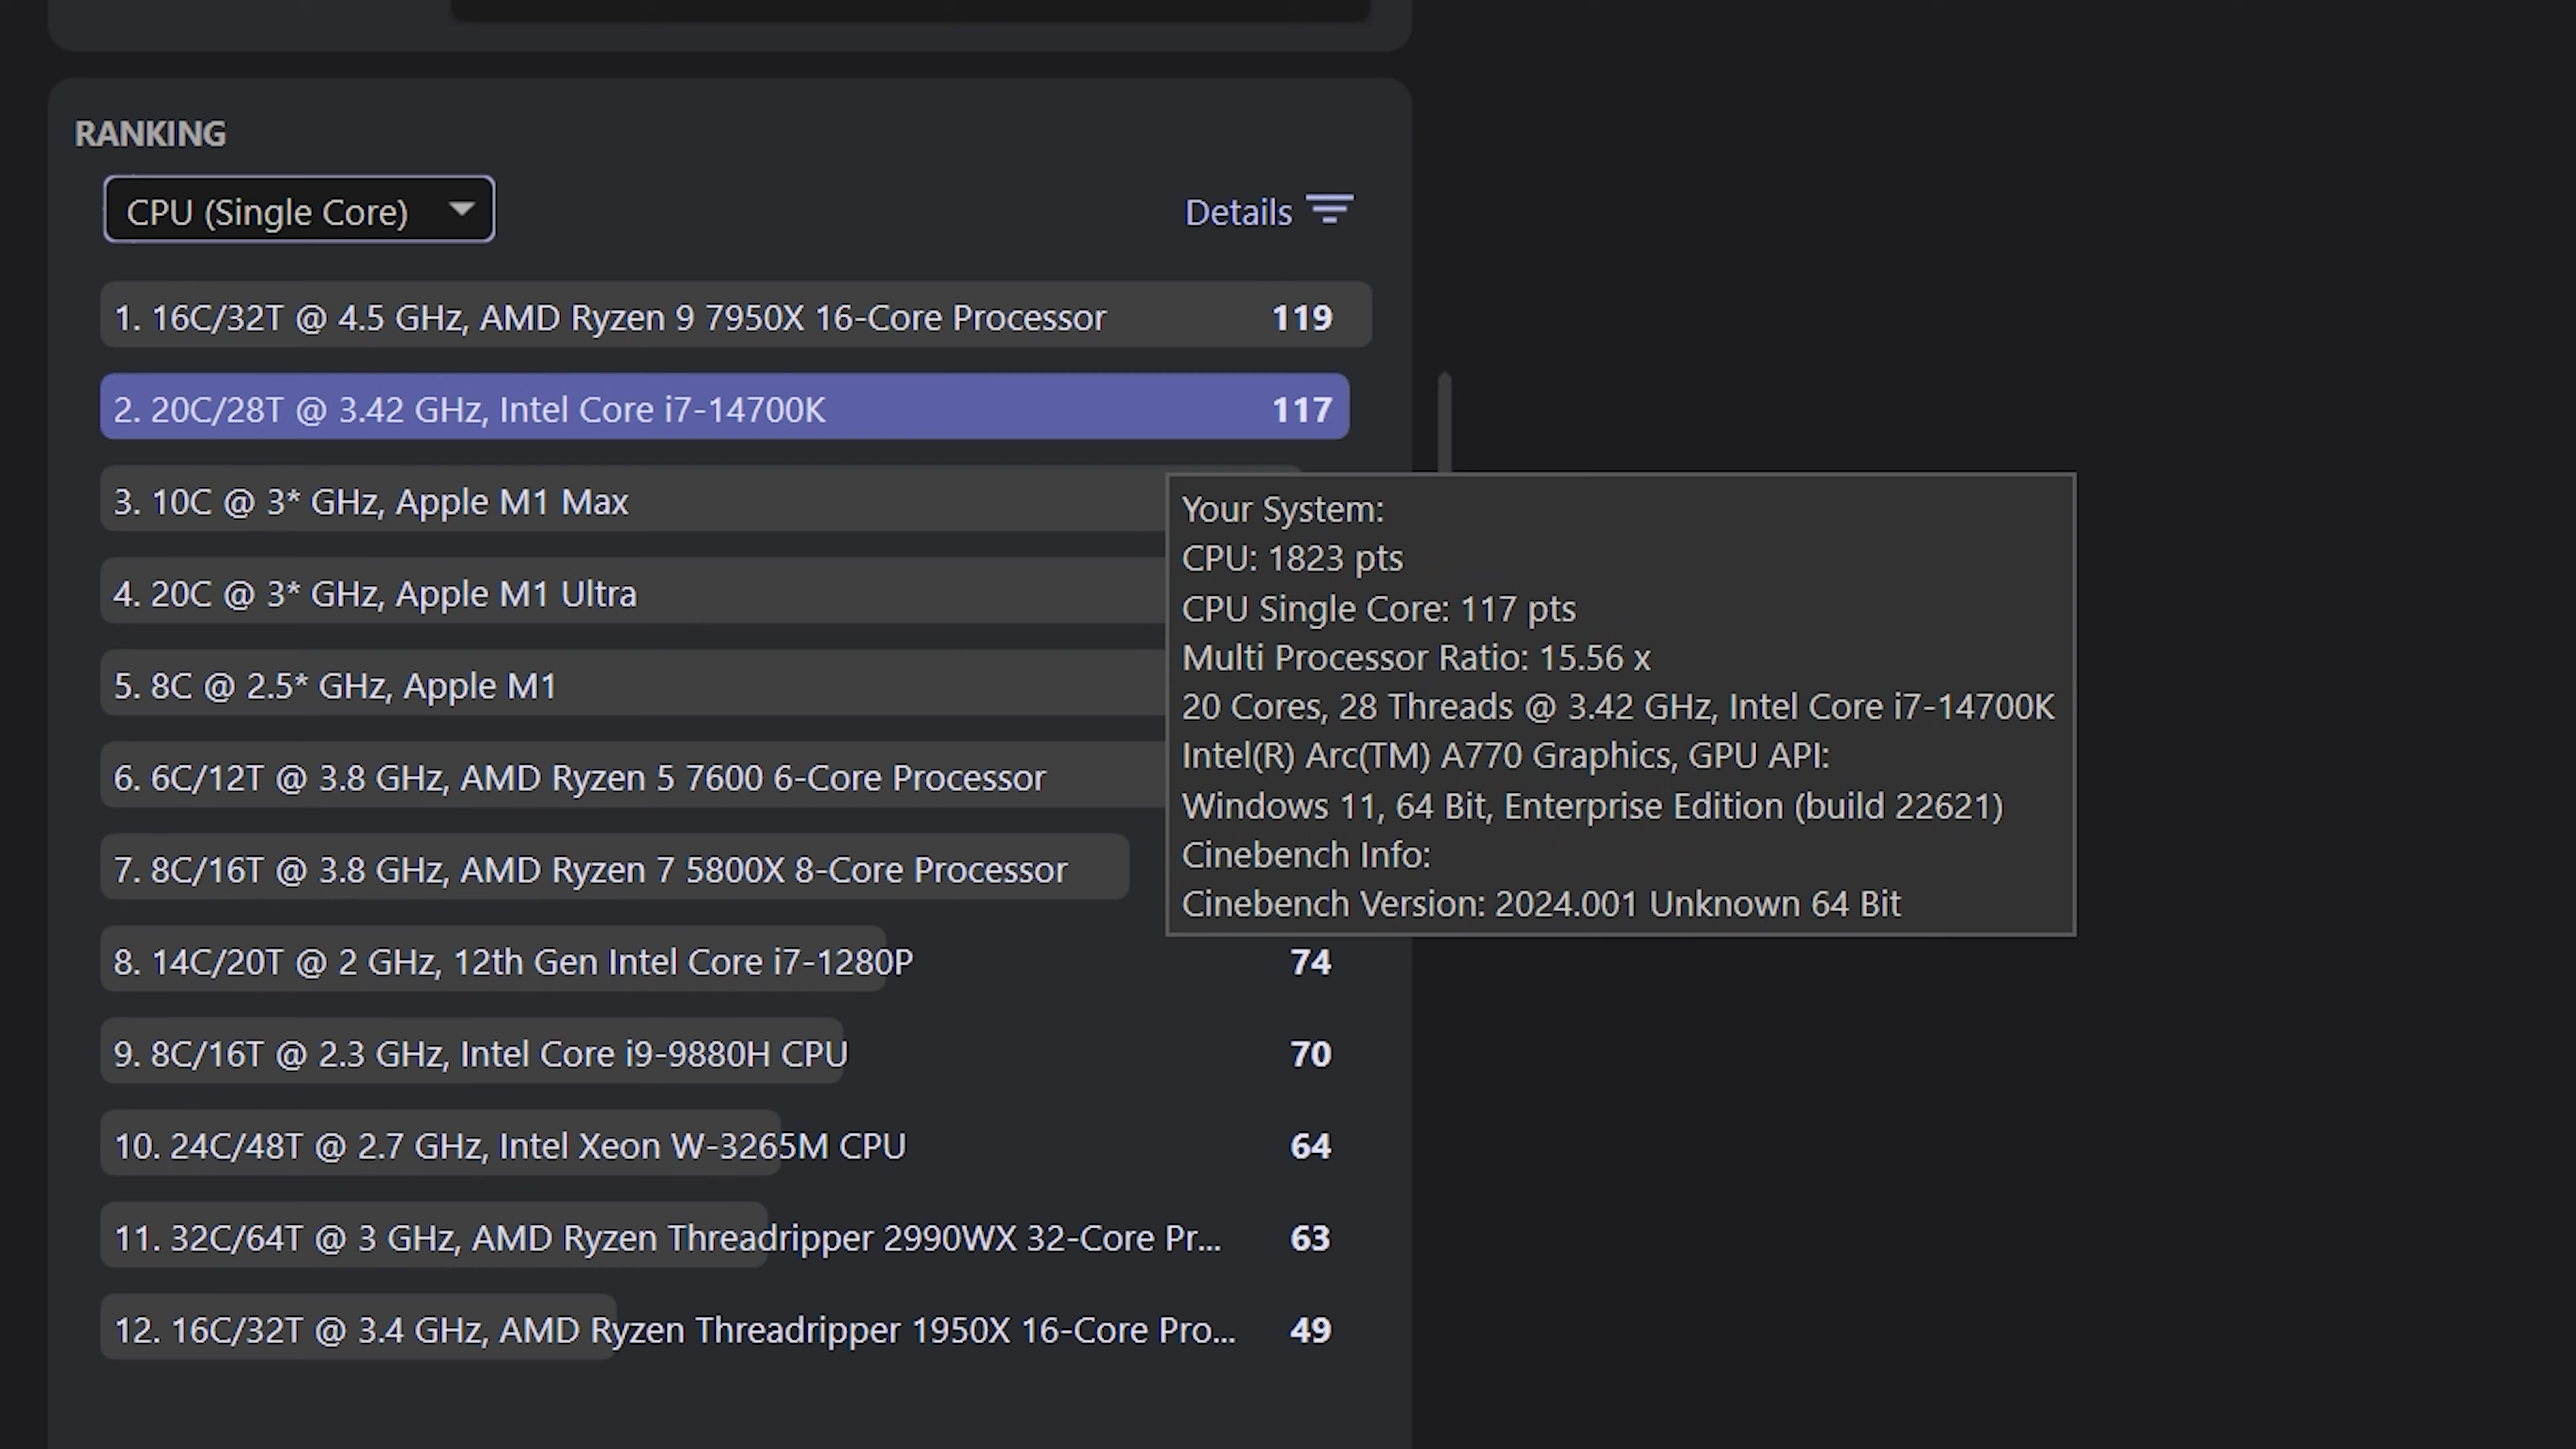 RANKING
CPU (Single Core)
Details
1. 16C/32T @ 4.5 GHz, AMD Ryzen 9 7950X 16-Core Processor 119
2. 20C/28T @ 3.42 GHz, Intel Core i7-14700K 117
3. 10C @ 3* GHz, Apple M1 Max
4. 20C @ 3* GHz, Apple M1 Ultra
5. 8C @ 2.5* GHz, Apple M1
6. 6C/12T @ 3.8 GHz, AMD Ryzen 5 7600 6-Core Processor
7. 8C/16T @ 3.8 GHz, AMD Ryzen 7 5800X 8-Core Processor
8. 14C/20T @ 2 GHz, 12th Gen Intel Core i7-1280P 74
9. 8C/16T @ 2.3 GHz, Intel Core i9-9880H CPU 70
10. 24C/48T @ 2.7 GHz, Intel Xeon W-3265M CPU 64
11. 32C/64T @ 3 GHz, AMD Ryzen Threadripper 2990WX 32-Core Pr... 63
12. 16C/32T @ 3.4 GHz, AMD Ryzen Threadripper 1950X 16-Core Pro... 49
Your System:
CPU: 1823 pts
CPU Single Core: 117 pts
Multi Processor Ratio: 15.56 x
20 Cores, 28 Threads @ 3.42 GHz, Intel Core i7-14700K
Intel(R) Arc(TM) A770 Graphics, GPU API:
Windows 11, 64 Bit, Enterprise Edition (build 22621)
Cinebench Info:
Cinebench Version: 2024.001 Unknown 64 Bit